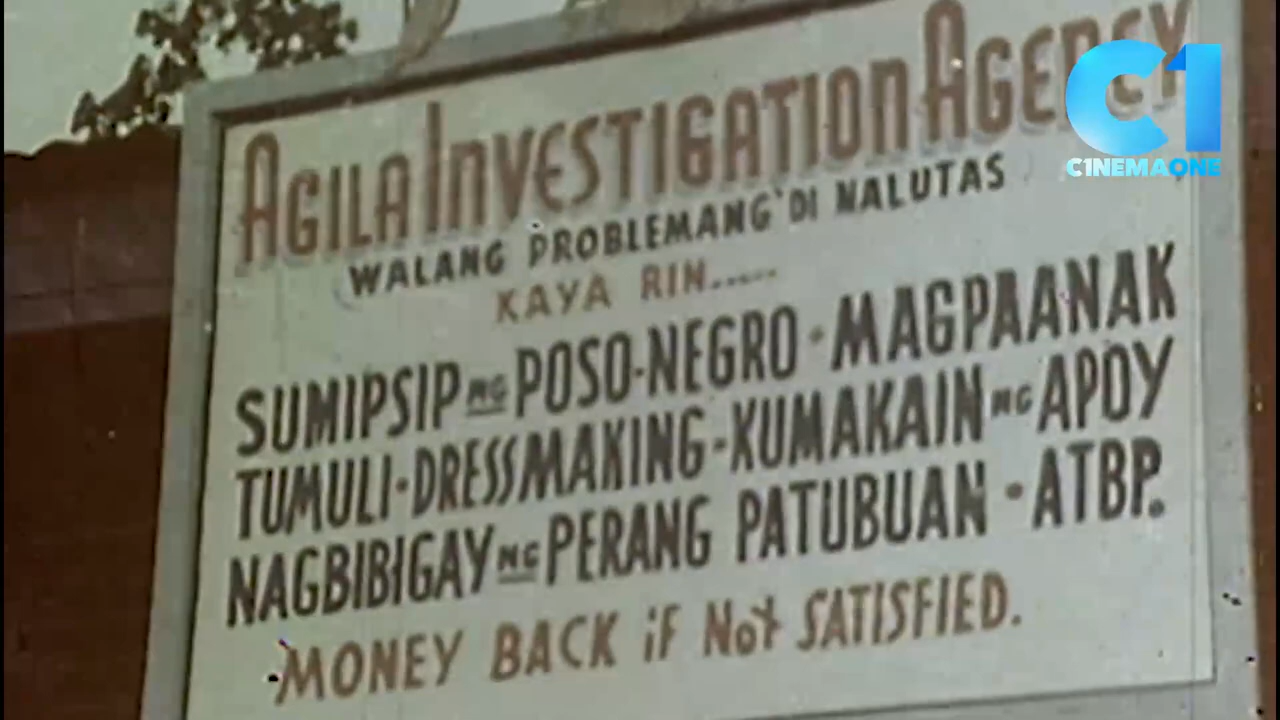 AGILA INVESTIGATION AGENCY
WALANG PROBLEMANG 'DI NALUTAS
KAYA RIN......
SUMIPSIP NG POSO-NEGRO - MAGPAANAK
TUMULI - DRESSMAKING - KUMAKAIN NG APOY
NAGBIBIGAY NG PERANG PATUBUAN - ATBP.
MONEY BACK iF NOt SATISFIED.
C1
C1NEMAONE